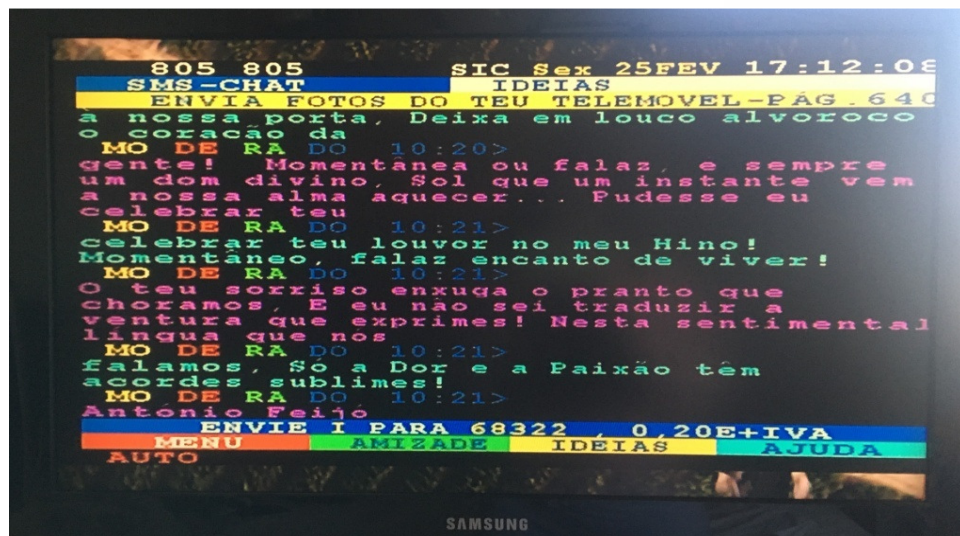 805 805 SIC Sex 25FEV 17:12:08
SMS-CHAT IDEIAS
ENVIA FOTOS DO TEU TELEMOVEL-PÁG.640
à nossa porta, Deixa em louco alvoroco
o coracão da
MO DE RA DO 10:20>
gente! Momentânea ou falaz, e sempre
um dom divino, Sol que um instante vem
a nossa alma aquecer... Pudesse eu
celebrar teu
MO DE RA DO 10:21>
celebrar teu louvor no meu Hino!
Momentâneo, falaz encanto de viver!
MO DE RA DO 10:21>
O teu sorriso enxuga o pranto que
choramos, E eu não sei traduzir a
ventura que exprimes! Nesta sentimental
língua que nos
MO DE RA DO 10:21>
falamos, Só a Dor e a Paixão têm
acordes sublimes!
MO DE RA DO 10:21>
António Feijó
ENVIE I PARA 68322 , 0,20E+IVA
MENU AMIZADE IDEIAS AJUDA
AUTO
SAMSUNG